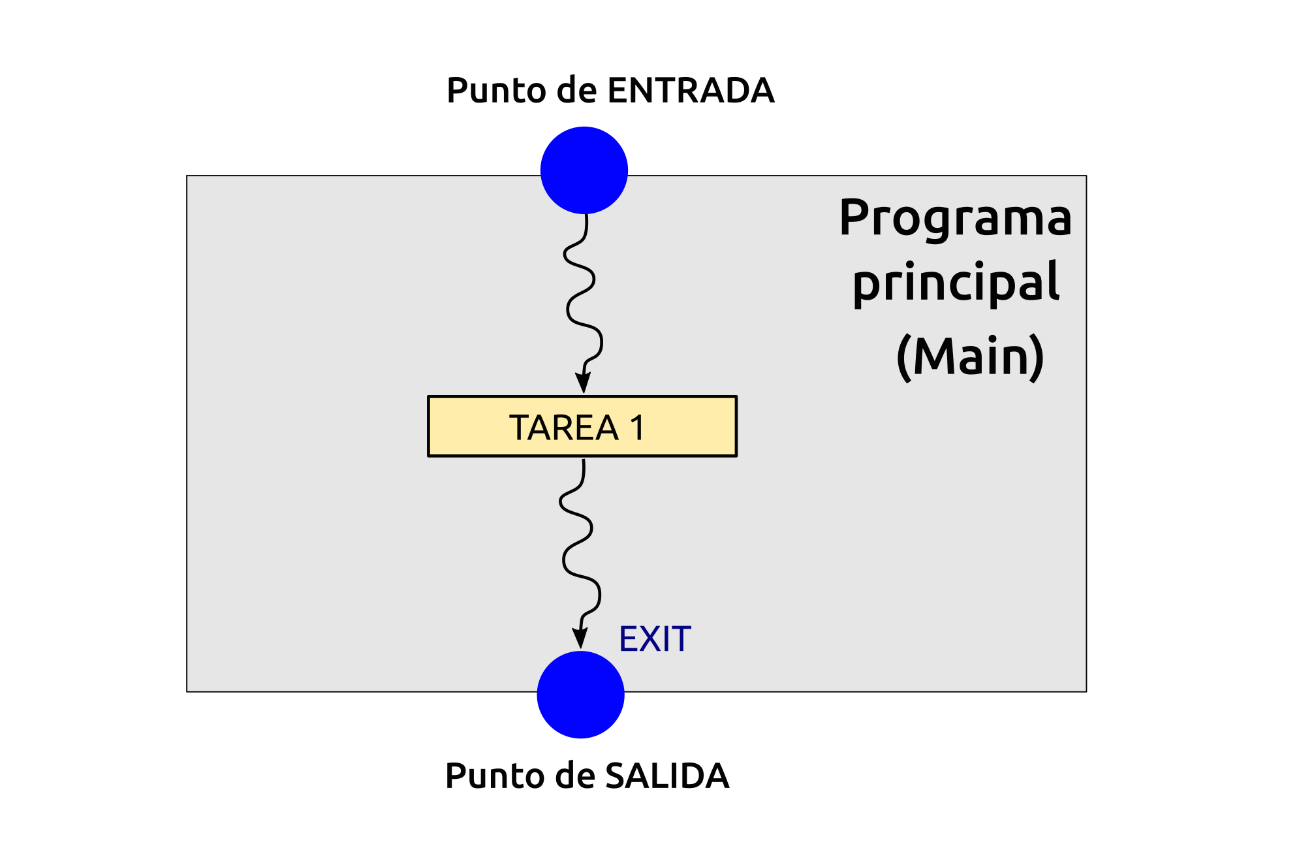 Punto de ENTRADA
Programa
principal
(Main)
TAREA 1
EXIT
Punto de SALIDA